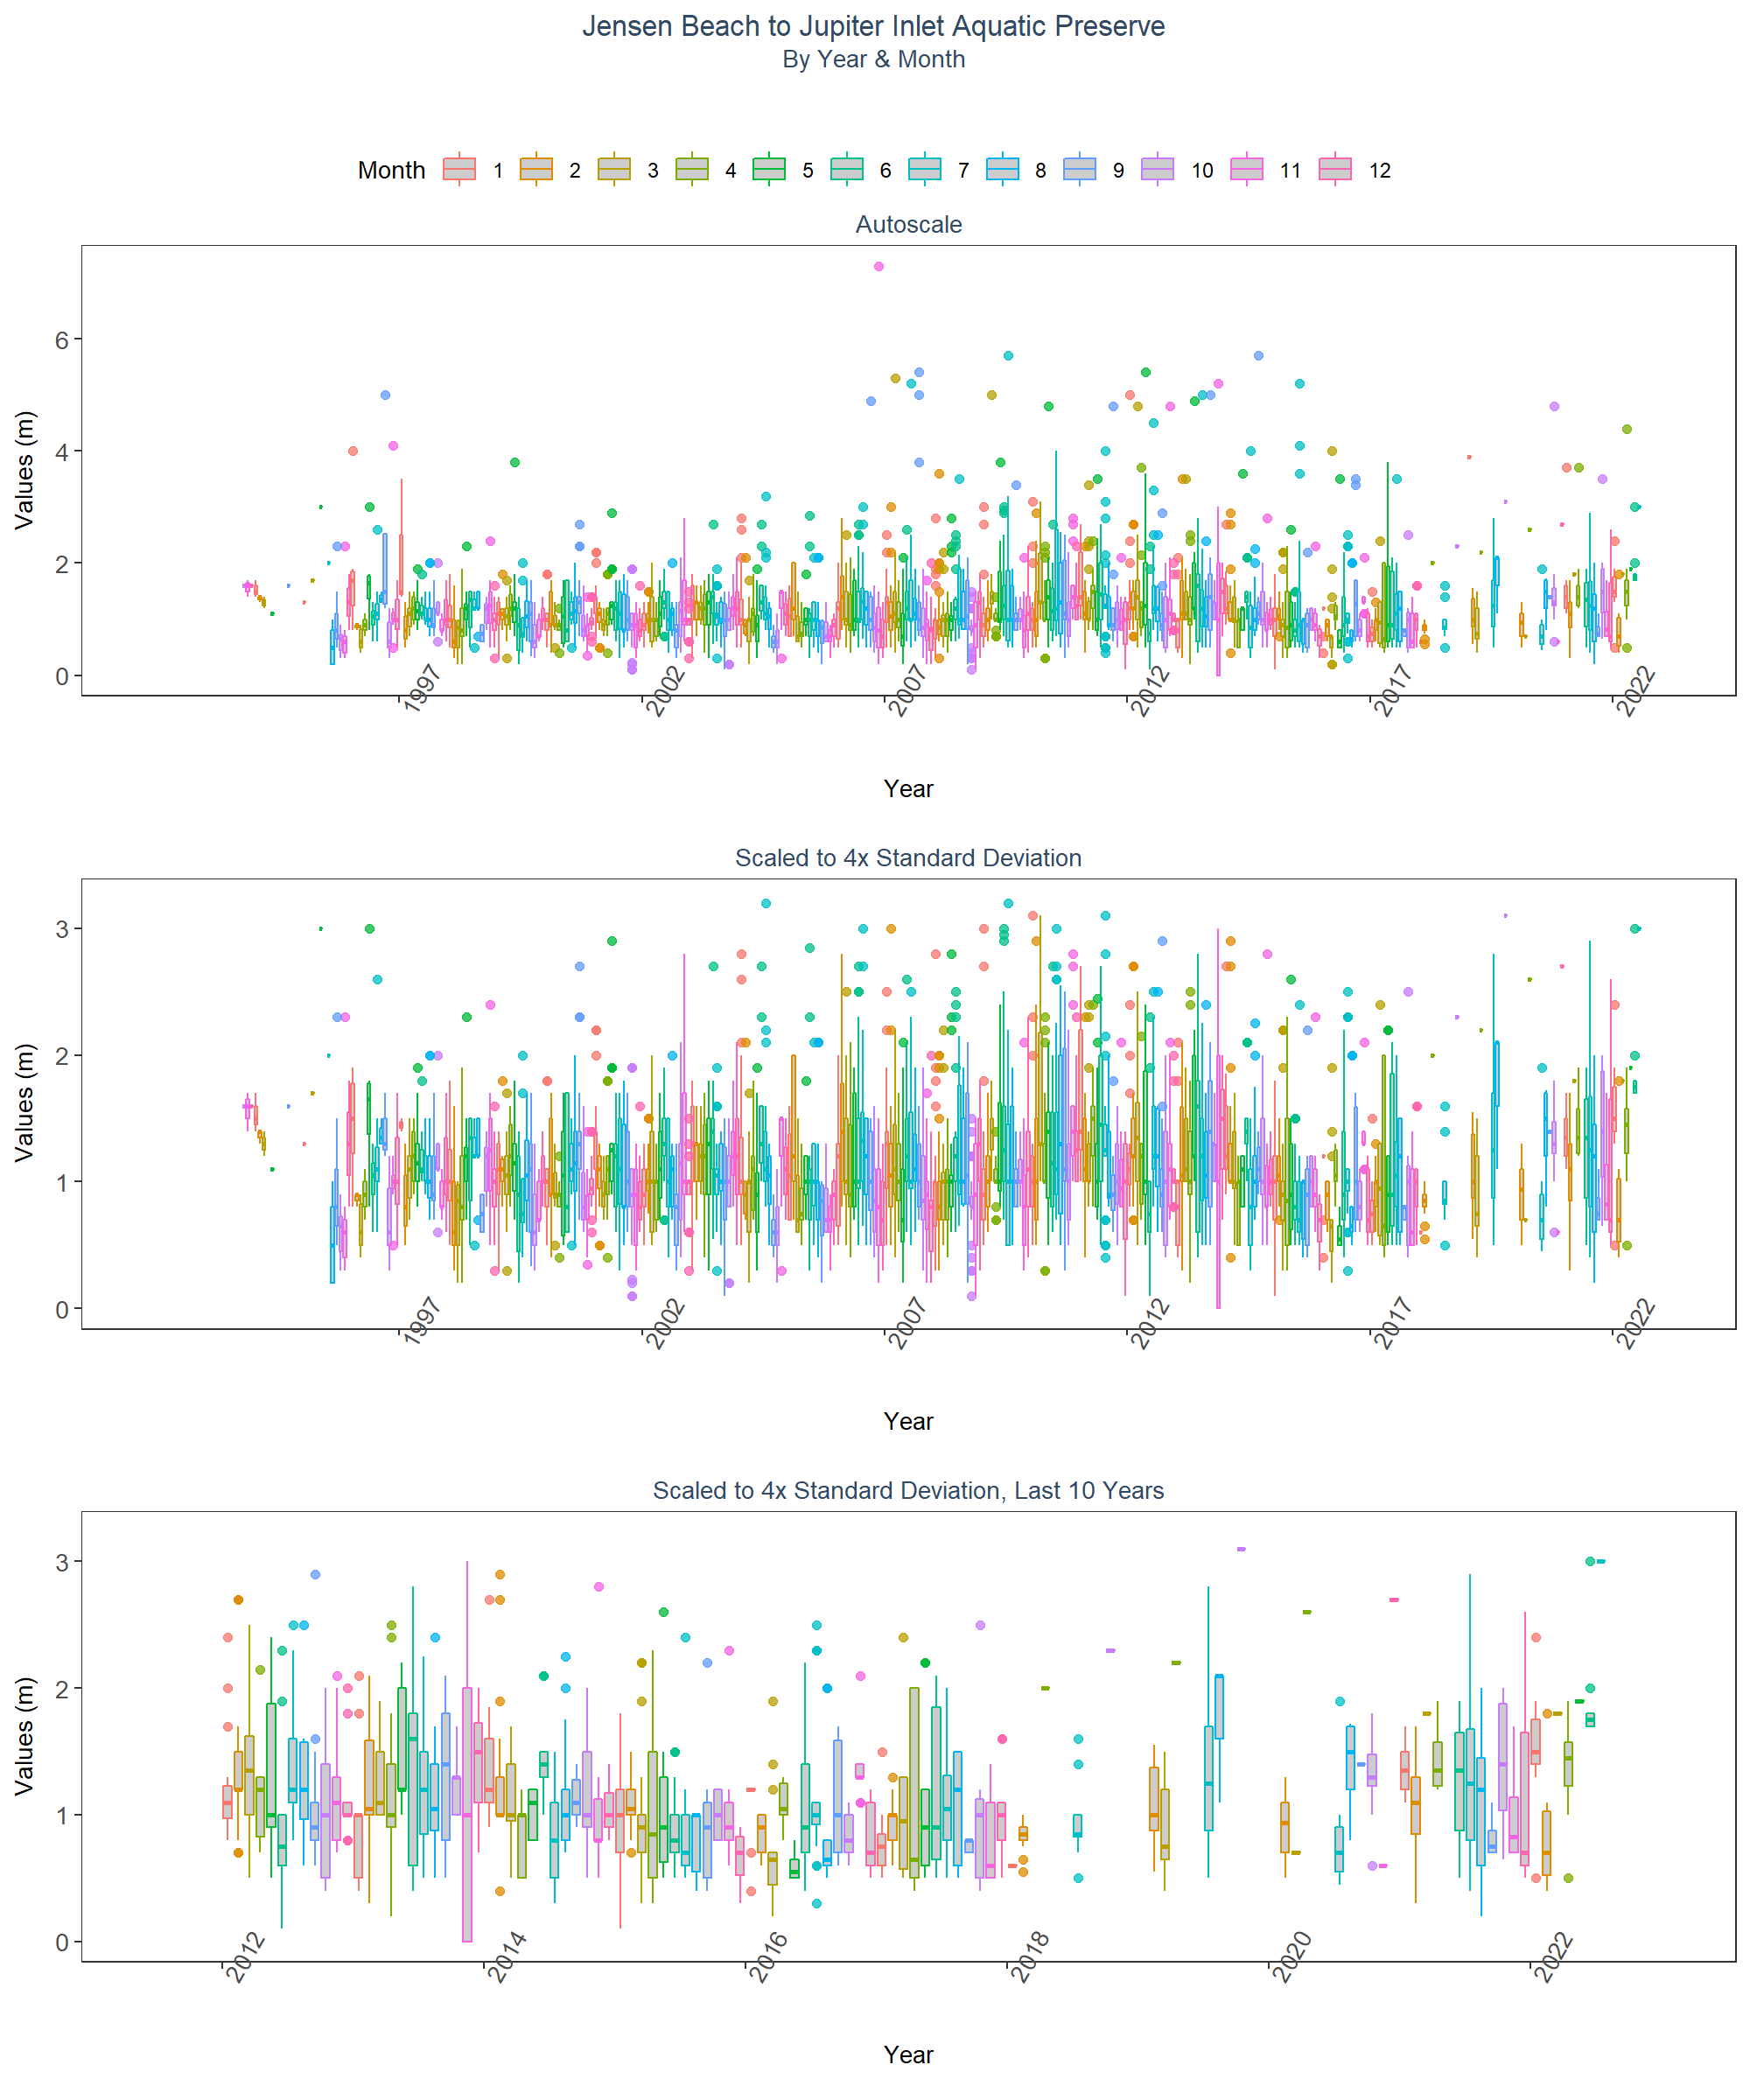 Jensen Beach to Jupiter Inlet Aquatic Preserve
By Year & Month
Month 1 2 3 4 5 6 7 8 9 10 11 12
Autoscale
Values (m)
6
4
2
0
1997 2002 2007 2012 2017 2022
Year
Scaled to 4x Standard Deviation
Values (m)
3
2
1
0
1997 2002 2007 2012 2017 2022
Year
Scaled to 4x Standard Deviation, Last 10 Years
Values (m)
3
2
1
0
2012 2014 2016 2018 2020 2022
Year